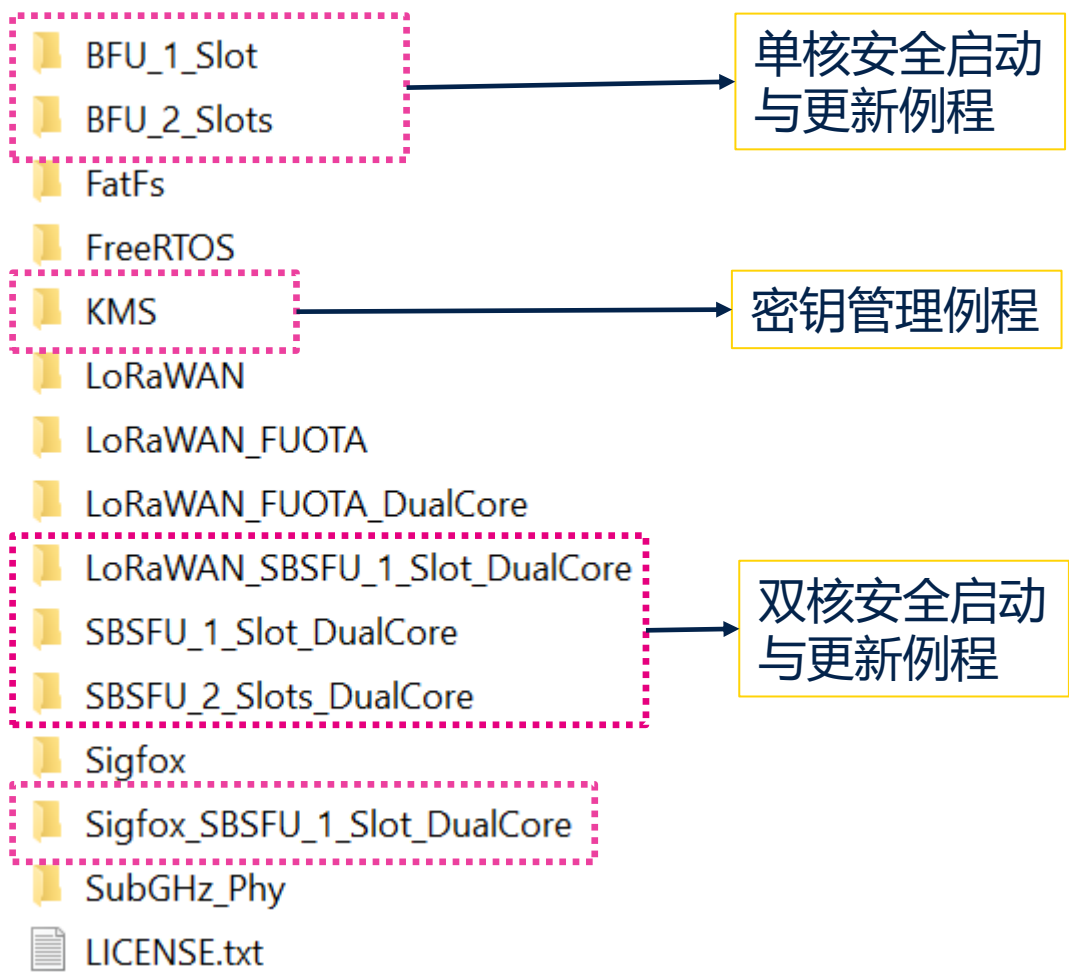 BFU_1_Slot
BFU_2_Slots
单核安全启动
与更新例程
FatFs
FreeRTOS
KMS
密钥管理例程
LoRaWAN
LoRaWAN_FUOTA
LoRaWAN_FUOTA_DualCore
LoRaWAN_SBSFU_1_Slot_DualCore
SBSFU_1_Slot_DualCore
SBSFU_2_Slots_DualCore
双核安全启动
与更新例程
Sigfox
Sigfox_SBSFU_1_Slot_DualCore
SubGHz_Phy
LICENSE.txt